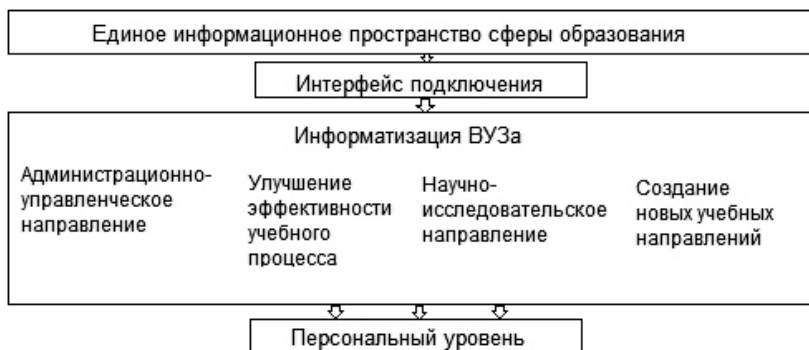 Единое информационное пространство сферы образования
Интерфейс подключения
Информатизация ВУЗа
Администрационно-
управленческое
направление
Улучшение
эффективности
учебного
процесса
Научно-
исследовательское
направление
Создание
новых учебных
направлений
Персональный уровень